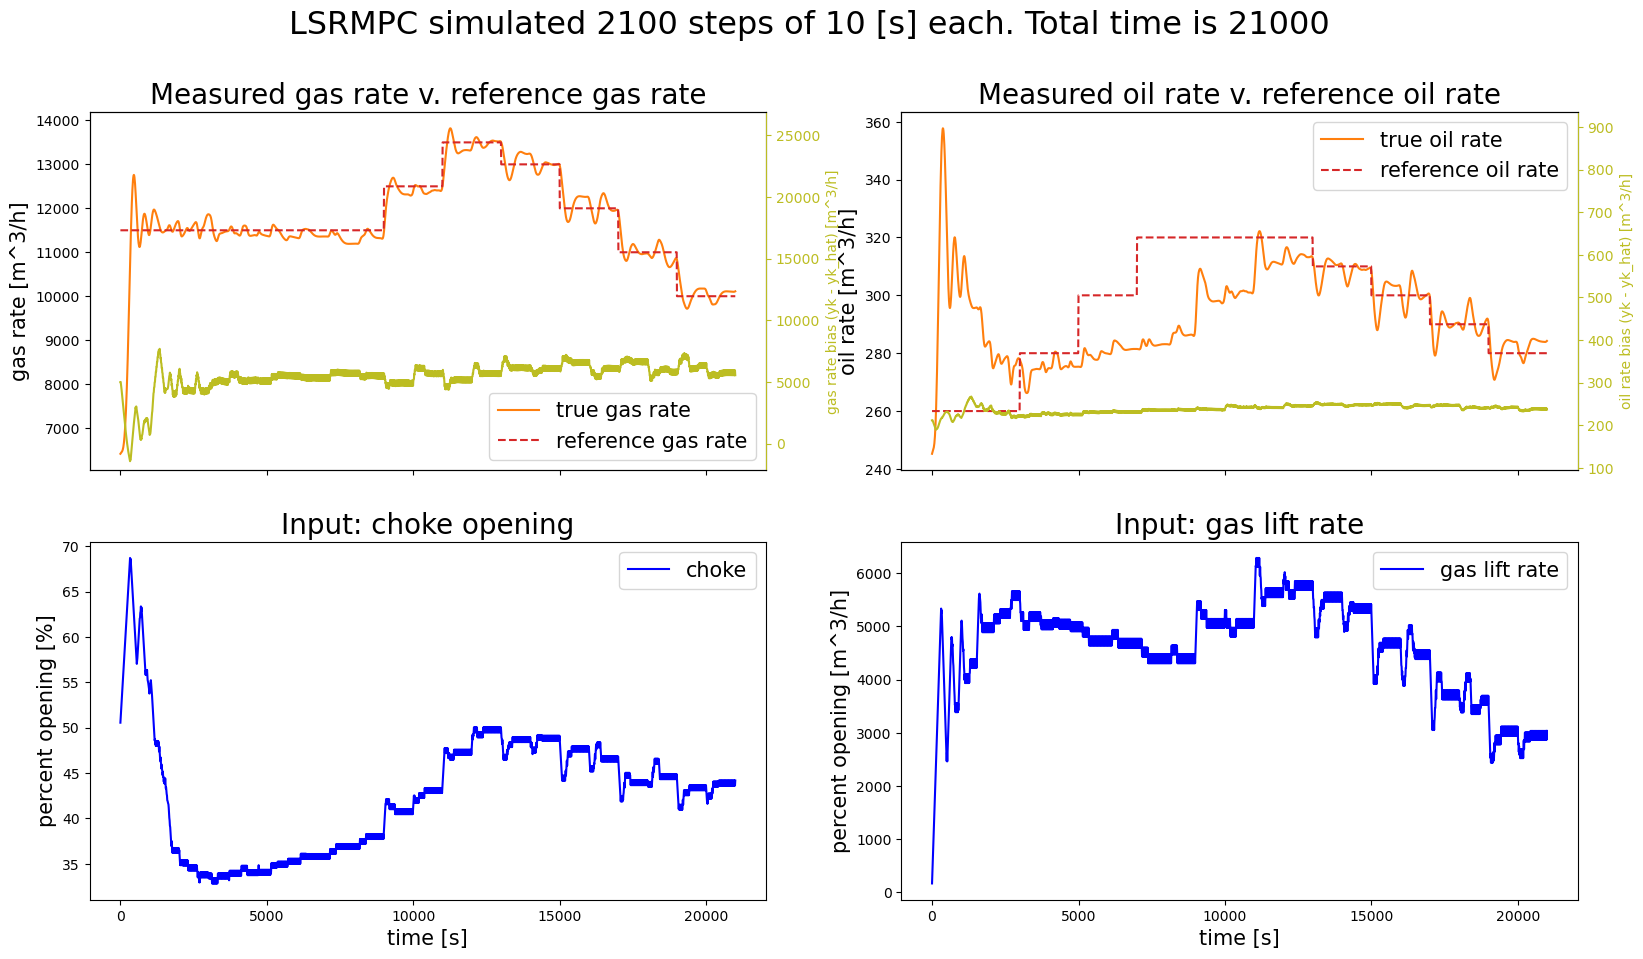 LSRMPC simulated 2100 steps of 10 [s] each. Total time is 21000
Measured gas rate v. reference gas rate
gas rate [m^3/h]
14000
13000
12000
11000
10000
9000
8000
7000
25000
20000
15000
10000
5000
0
gas rate bias (yk - yk_hat) [m^3/h]
true gas rate
reference gas rate
Measured oil rate v. reference oil rate
oil rate [m^3/h]
360
340
320
300
280
260
240
900
800
700
600
500
400
300
200
100
oil rate bias (yk - yk_hat) [m^3/h]
true oil rate
reference oil rate
Input: choke opening
percent opening [%]
70
65
60
55
50
45
40
35
choke
0
5000
10000
15000
20000
time [s]
Input: gas lift rate
percent opening [m^3/h]
6000
5000
4000
3000
2000
1000
0
gas lift rate
0
5000
10000
15000
20000
time [s]